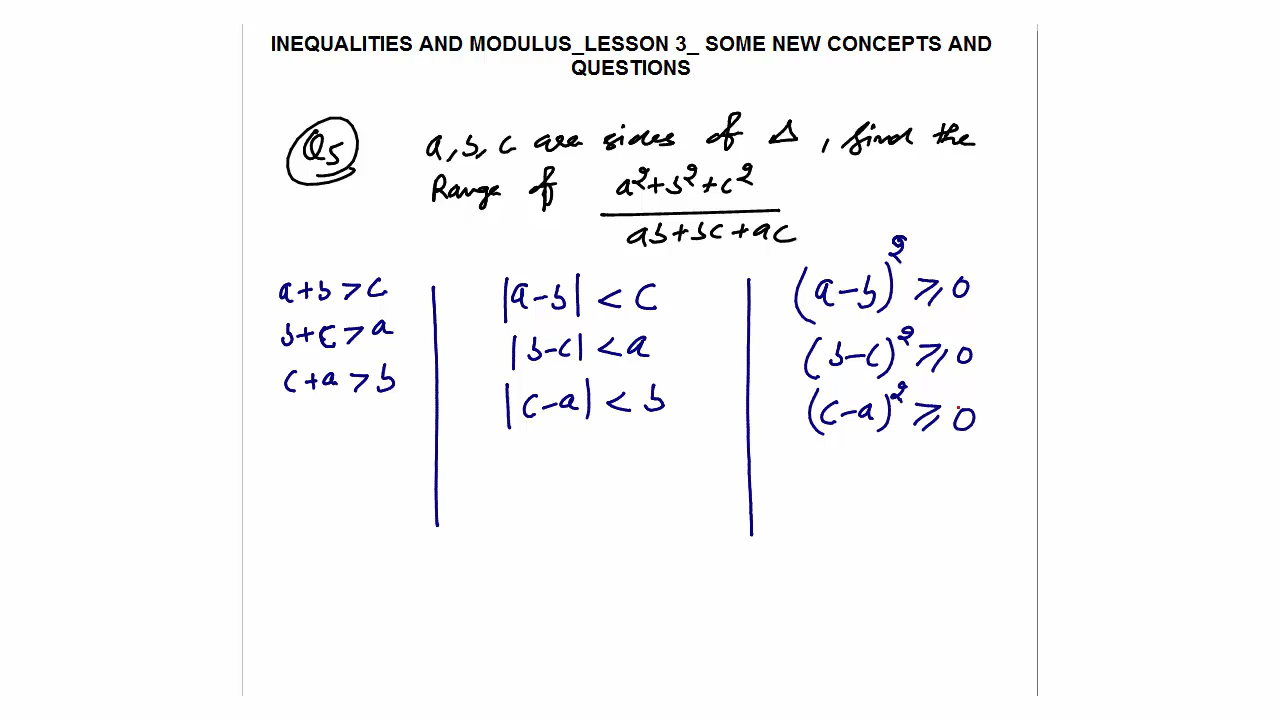 INEQUALITIES AND MODULUS_LESSON 3_ SOME NEW CONCEPTS AND
QUESTIONS
Q5
a, b, c are sides of Δ, find the
Range of
a²+b²+c²
ab+bc+ac
a+b>c
b+c>a
c+a>b
|a-b| < c
|b-c| < a
|c-a| < b
(a-b)² ⩾ 0
(b-c)² ⩾ 0
(c-a)² ⩾ 0